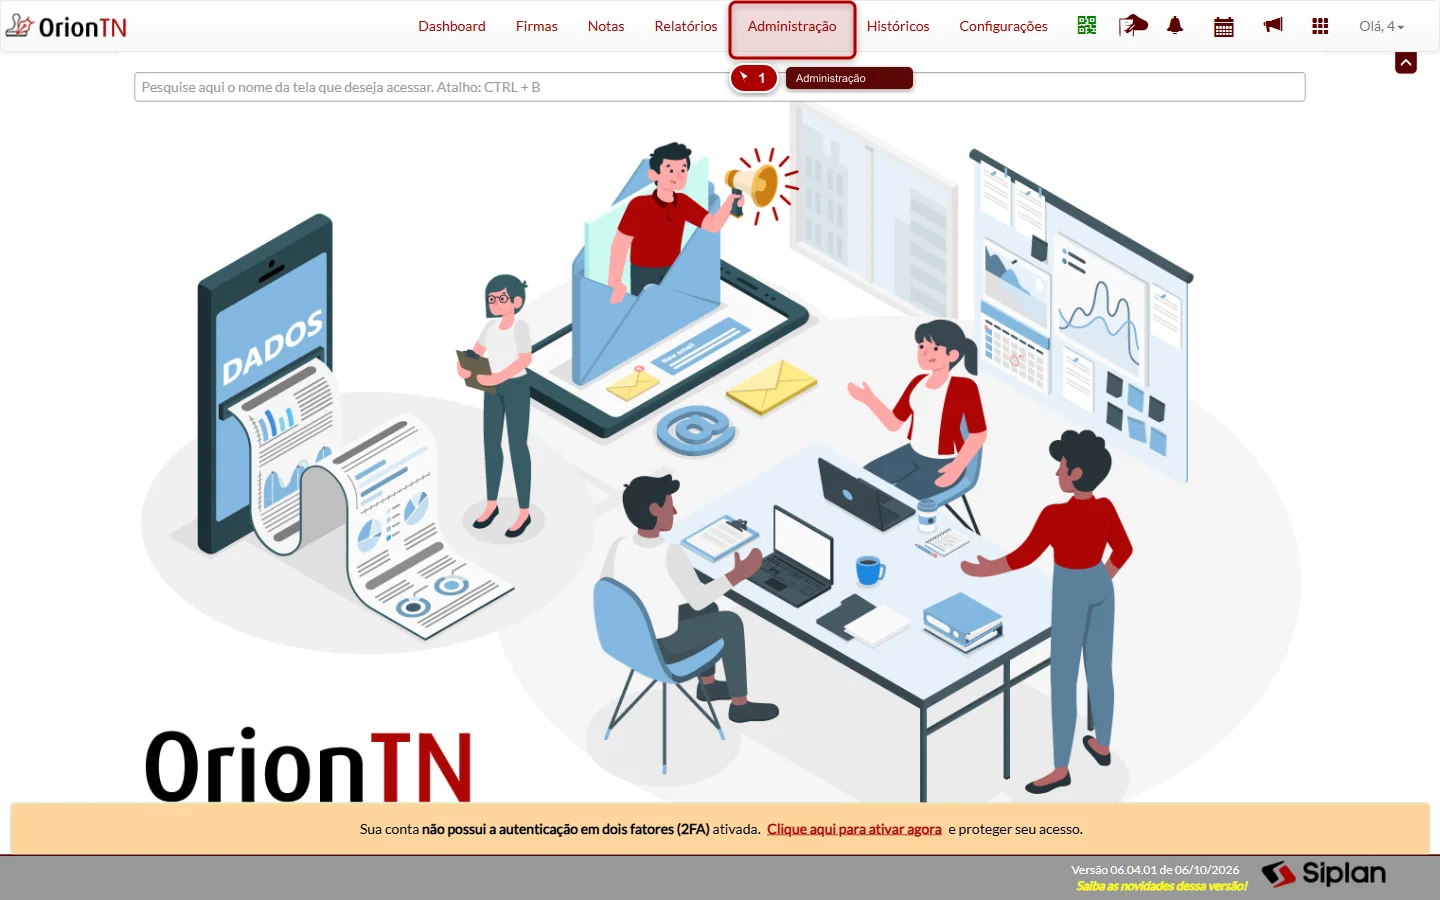 OrionTN
Dashboard Firmas Notas Relatórios Administração Históricos Configurações Olá, 4
1 Administração
Pesquise aqui o nome da tela que deseja acessar. Atalho: CTRL + B
DADOS
New email
OrionTN
Sua conta não possui a autenticação em dois fatores (2FA) ativada. Clique aqui para ativar agora e proteger seu acesso.
Versão 06.04.01 de 06/10/2026
Saiba as novidades dessa versão!
Siplan